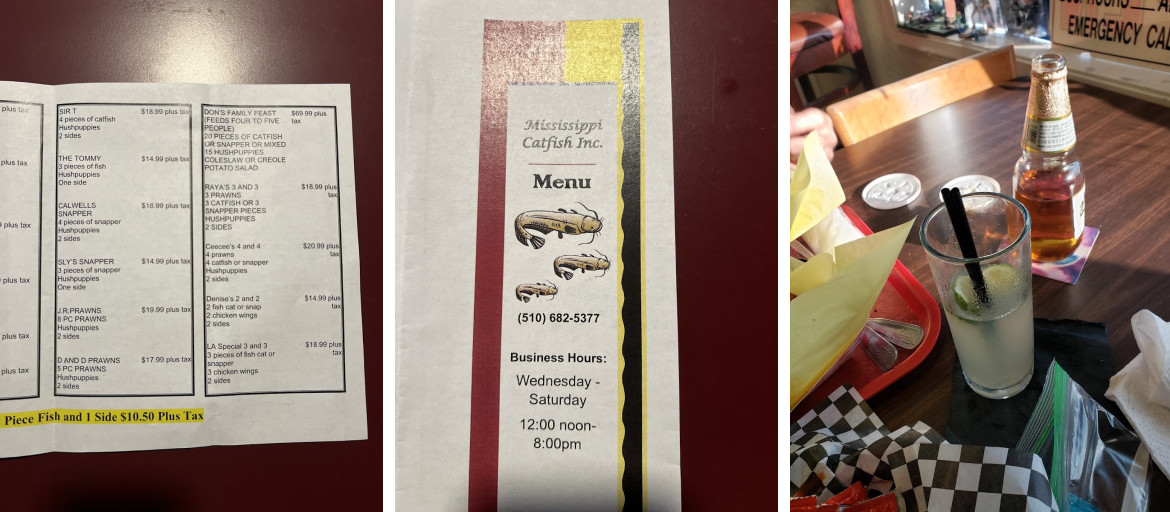 plus tax
plus tax
plus tax
plus tax
plus tax
plus tax
SIR T $18.99 plus tax
4 pieces of catfish
Hushpuppies
2 sides
THE TOMMY $14.99 plus tax
3 pieces of fish
Hushpuppies
One side
CALWELLS $18.99 plus tax
SNAPPER
4 pieces of snapper
Hushpuppies
2 sides
SLY'S SNAPPER $14.99 plus tax
3 pieces of snapper
Hushpuppies
One side
J.R.PRAWNS $19.99 plus tax
8 PC PRAWNS
Hushpuppies
2 sides
D AND D PRAWNS $17.99 plus tax
5 PC PRAWNS
Hushpuppies
2 sides
DON'S FAMILY FEAST $69.99 plus
(FEEDS FOUR TO FIVE tax
PEOPLE)
20 PIECES OF CATFISH
OR SNAPPER OR MIXED
15 HUSHPUPPIES
COLESLAW OR CREOLE
POTATO SALAD
RAYA'S 3 AND 3 $18.99 plus
3 PRAWNS tax
3 CATFISH OR 3
SNAPPER PIECES
HUSHPUPPIES
2 SIDES
Ceecee's 4 and 4 $20.99 plus
4 prawns tax
4 catfish or snapper
Hushpuppies
2 sides
Denise's 2 and 2 $14.99 plus
2 fish cat or snap tax
2 chicken wings
2 sides
LA Special 3 and 3 $18.99 plus
3 pieces of fish cat or tax
snapper
3 chicken wings
2 sides
Piece Fish and 1 Side $10.50 Plus Tax
Mississippi
Catfish Inc.
Menu
(510) 682-5377
Business Hours:
Wednesday -
Saturday
12:00 noon-
8:00pm
EMERGENCY CAL